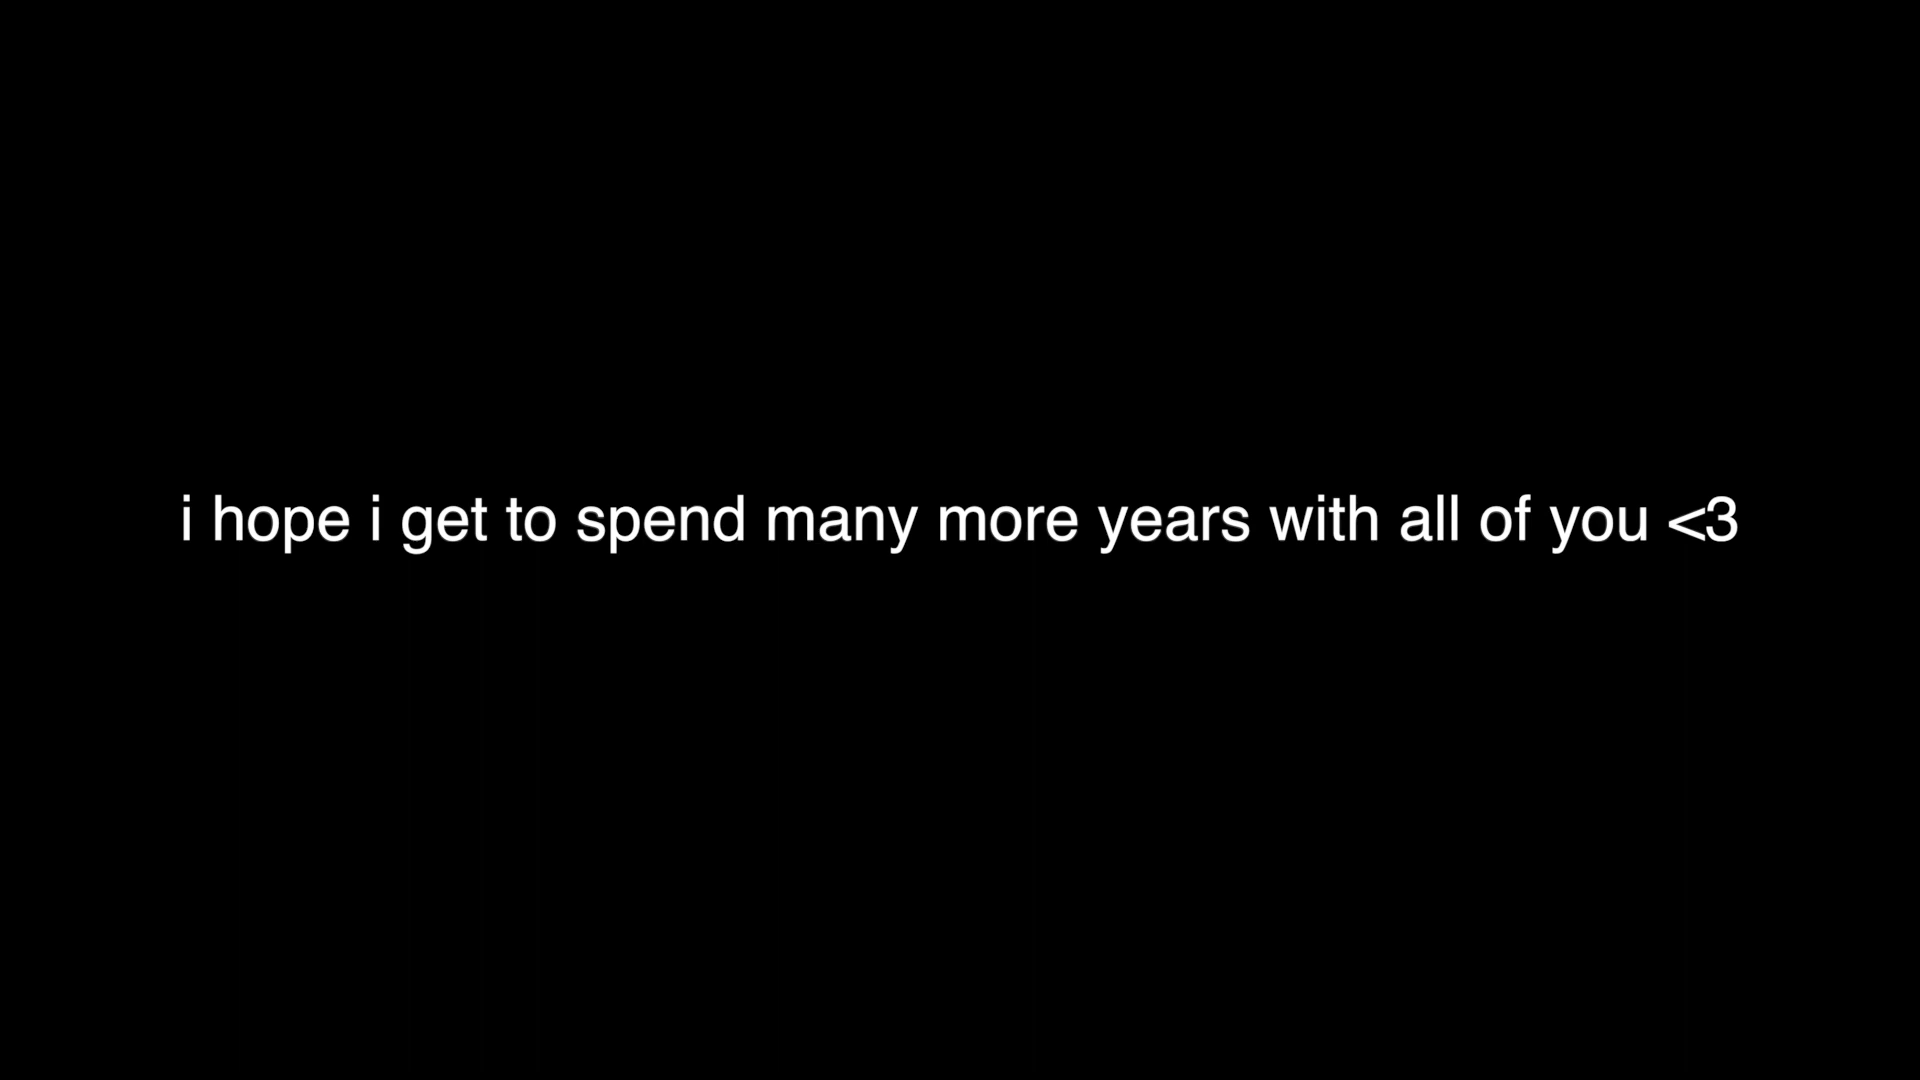 i hope i get to spend many more years with all of you <3